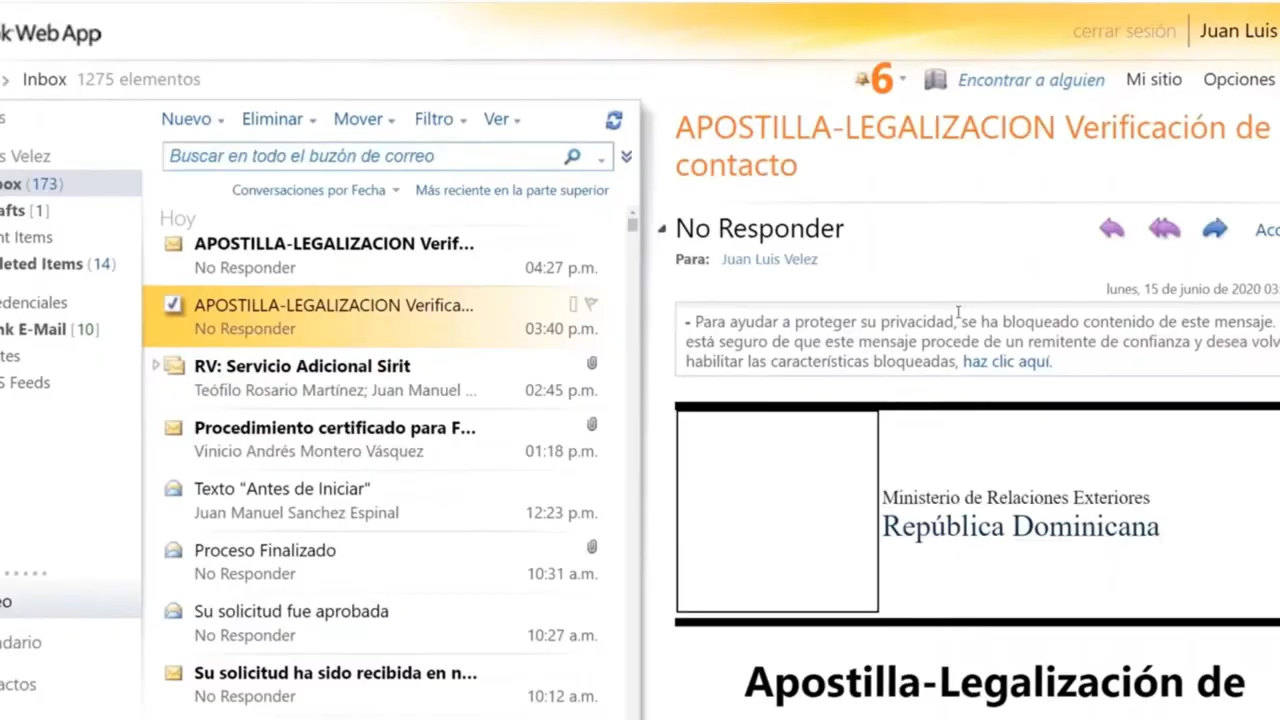 k Web App
cerrar sesión
Juan Luis
Inbox 1275 elementos
6
Encontrar a alguien
Mi sitio
Opciones
s
s Velez
box (173)
afts [1]
nt Items
leted Items (14)
edenciales
nk E-Mail [10]
tes
S Feeds
eo
ndario
actos
Nuevo
Eliminar
Mover
Filtro
Ver
Buscar en todo el buzón de correo
Conversaciones por Fecha
Más reciente en la parte superior
Hoy
APOSTILLA-LEGALIZACION Verif...
No Responder 04:27 p.m.
APOSTILLA-LEGALIZACION Verifica...
No Responder 03:40 p.m.
RV: Servicio Adicional Sirit
Teófilo Rosario Martínez; Juan Manuel ... 02:45 p.m.
Procedimiento certificado para F...
Vinicio Andrés Montero Vásquez 01:18 p.m.
Texto "Antes de Iniciar"
Juan Manuel Sanchez Espinal 12:23 p.m.
Proceso Finalizado
No Responder 10:31 a.m.
Su solicitud fue aprobada
No Responder 10:27 a.m.
Su solicitud ha sido recibida en n...
No Responder 10:12 a.m.
APOSTILLA-LEGALIZACION Verificación de
contacto
No Responder
Acc
Para: Juan Luis Velez
lunes, 15 de junio de 2020 03:
- Para ayudar a proteger su privacidad, se ha bloqueado contenido de este mensaje.
está seguro de que este mensaje procede de un remitente de confianza y desea volv
habilitar las características bloqueadas, haz clic aquí.
Ministerio de Relaciones Exteriores
República Dominicana
Apostilla-Legalización de